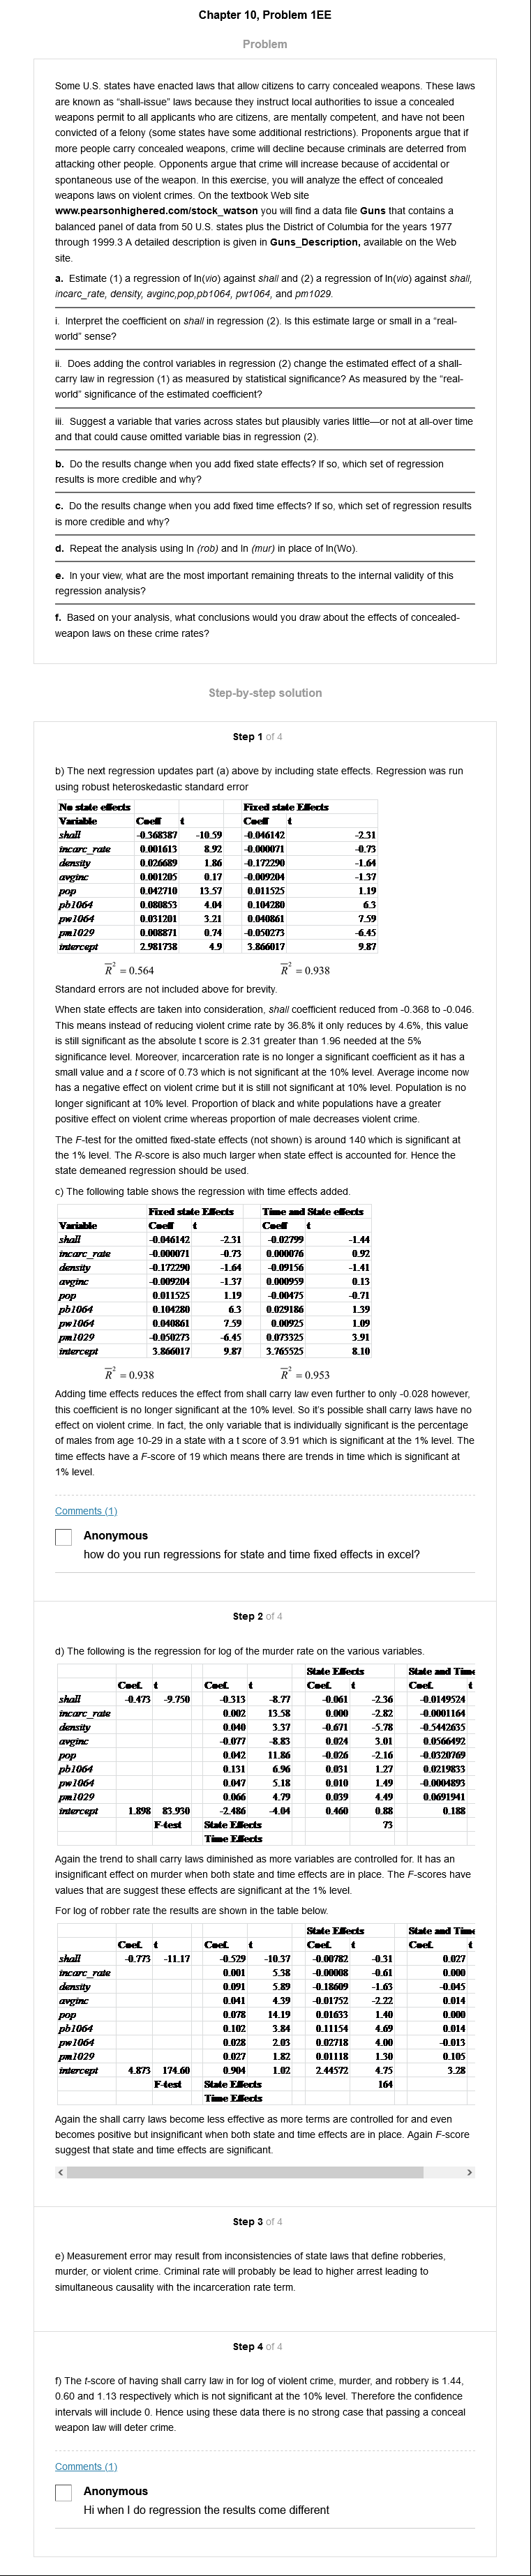 Chapter 10, Problem 1EE
Problem
Some U.S. states have enacted laws that allow citizens to carry concealed weapons. These laws
are known as “shall-issue” laws because they instruct local authorities to issue a concealed
weapons permit to all applicants who are citizens, are mentally competent, and have not been
convicted of a felony (some states have some additional restrictions). Proponents argue that if
more people carry concealed weapons, crime will decline because criminals are deterred from
attacking other people. Opponents argue that crime will increase because of accidental or
spontaneous use of the weapon. In this exercise, you will analyze the effect of concealed
weapons laws on violent crimes. On the textbook Web site
www.pearsonhighered.com/stock_watson you will find a data file Guns that contains a
balanced panel of data from 50 U.S. states plus the District of Columbia for the years 1977
through 1999.3 A detailed description is given in Guns_Description, available on the Web
site.
a. Estimate (1) a regression of ln(vio) against shall and (2) a regression of ln(vio) against shall,
incarc_rate, density, avginc,pop,pb1064, pw1064, and pm1029.
i. Interpret the coefficient on shall in regression (2). Is this estimate large or small in a “real-
world” sense?
ii. Does adding the control variables in regression (2) change the estimated effect of a shall-
carry law in regression (1) as measured by statistical significance? As measured by the “real-
world” significance of the estimated coefficient?
iii. Suggest a variable that varies across states but plausibly varies little—or not at all-over time
and that could cause omitted variable bias in regression (2).
b. Do the results change when you add fixed state effects? If so, which set of regression
results is more credible and why?
c. Do the results change when you add fixed time effects? If so, which set of regression results
is more credible and why?
d. Repeat the analysis using ln (rob) and ln (mur) in place of ln(Wo).
e. In your view, what are the most important remaining threats to the internal validity of this
regression analysis?
f. Based on your analysis, what conclusions would you draw about the effects of concealed-
weapon laws on these crime rates?
Step-by-step solution
Step 1 of 4
b) The next regression updates part (a) above by including state effects. Regression was run
using robust heteroskedastic standard error
No state effects Fixed state Effects
Variable Coeff t Coeff t
shall -0.368387 -10.59 -0.046142 -2.31
incarc_rate 0.001613 8.92 -0.000071 -0.73
density 0.026689 1.86 -0.172290 -1.64
avginc 0.001205 0.17 -0.009204 -1.37
pop 0.042710 13.57 0.011525 1.19
pb1064 0.080853 4.04 0.104280 6.3
pw1064 0.031201 3.21 0.040861 7.59
pm1029 0.008871 0.74 -0.050273 -6.45
intercept 2.981738 4.9 3.866017 9.87
R̅² = 0.564 R̅² = 0.938
Standard errors are not included above for brevity.
When state effects are taken into consideration, shall coefficient reduced from -0.368 to -0.046.
This means instead of reducing violent crime rate by 36.8% it only reduces by 4.6%, this value
is still significant as the absolute t score is 2.31 greater than 1.96 needed at the 5%
significance level. Moreover, incarceration rate is no longer a significant coefficient as it has a
small value and a t score of 0.73 which is not significant at the 10% level. Average income now
has a negative effect on violent crime but it is still not significant at 10% level. Population is no
longer significant at 10% level. Proportion of black and white populations have a greater
positive effect on violent crime whereas proportion of male decreases violent crime.
The F-test for the omitted fixed-state effects (not shown) is around 140 which is significant at
the 1% level. The R-score is also much larger when state effect is accounted for. Hence the
state demeaned regression should be used.
c) The following table shows the regression with time effects added.
Fixed state Effects Time and State effects
Variable Coeff t Coeff t
shall -0.046142 -2.31 -0.02799 -1.44
incarc_rate -0.000071 -0.73 0.000076 0.92
density -0.172290 -1.64 -0.09156 -1.41
avginc -0.009204 -1.37 0.000959 0.13
pop 0.011525 1.19 -0.00475 -0.71
pb1064 0.104280 6.3 0.029186 1.39
pw1064 0.040861 7.59 0.00925 1.09
pm1029 -0.050273 -6.45 0.073325 3.91
intercept 3.866017 9.87 3.765525 8.10
R̅² = 0.938 R̅² = 0.953
Adding time effects reduces the effect from shall carry law even further to only -0.028 however,
this coefficient is no longer significant at the 10% level. So it's possible shall carry laws have no
effect on violent crime. In fact, the only variable that is individually significant is the percentage
of males from age 10-29 in a state with a t score of 3.91 which is significant at the 1% level. The
time effects have a F-score of 19 which means there are trends in time which is significant at
1% level.
Comments (1)
Anonymous
how do you run regressions for state and time fixed effects in excel?
Step 2 of 4
d) The following is the regression for log of the murder rate on the various variables.
State Effects State and Time
Coef. t Coef. t Coef. t Coef. t
shall -0.473 -9.750 -0.313 -8.77 -0.061 -2.36 -0.0149524
incarc_rate 0.002 13.58 0.000 -2.82 -0.0001164
density 0.040 3.37 -0.671 -5.78 -0.5442635
avginc -0.077 -8.83 0.024 3.01 0.0566492
pop 0.042 11.86 -0.026 -2.16 -0.0320769
pb1064 0.131 6.96 0.031 1.27 0.0219833
pw1064 0.047 5.18 0.010 1.49 -0.0004893
pm1029 0.066 4.79 0.039 4.49 0.0691941
intercept 1.898 83.930 -2.486 -4.04 0.460 0.88 0.188
F-test State Effects 73
Time Effects
Again the trend to shall carry laws diminished as more variables are controlled for. It has an
insignificant effect on murder when both state and time effects are in place. The F-scores have
values that are suggest these effects are significant at the 1% level.
For log of robber rate the results are shown in the table below.
State Effects State and Time
Coef. t Coef. t Coef. t Coef. t
shall -0.773 -11.17 -0.529 -10.37 -0.00782 -0.31 0.027
incarc_rate 0.001 5.38 -0.00008 -0.61 0.000
density 0.091 5.89 -0.18609 -1.63 -0.045
avginc 0.041 4.39 -0.01752 -2.22 0.014
pop 0.078 14.19 0.01633 1.40 0.000
pb1064 0.102 3.84 0.11154 4.69 0.014
pw1064 0.028 2.03 0.02718 4.00 -0.013
pm1029 0.027 1.82 0.01118 1.30 0.105
intercept 4.873 174.60 0.904 1.02 2.44572 4.75 3.28
F-test State Effects 164
Time Effects
Again the shall carry laws become less effective as more terms are controlled for and even
becomes positive but insignificant when both state and time effects are in place. Again F-score
suggest that state and time effects are significant.
Step 3 of 4
e) Measurement error may result from inconsistencies of state laws that define robberies,
murder, or violent crime. Criminal rate will probably be lead to higher arrest leading to
simultaneous causality with the incarceration rate term.
Step 4 of 4
f) The t-score of having shall carry law in for log of violent crime, murder, and robbery is 1.44,
0.60 and 1.13 respectively which is not significant at the 10% level. Therefore the confidence
intervals will include 0. Hence using these data there is no strong case that passing a conceal
weapon law will deter crime.
Comments (1)
Anonymous
Hi when I do regression the results come different